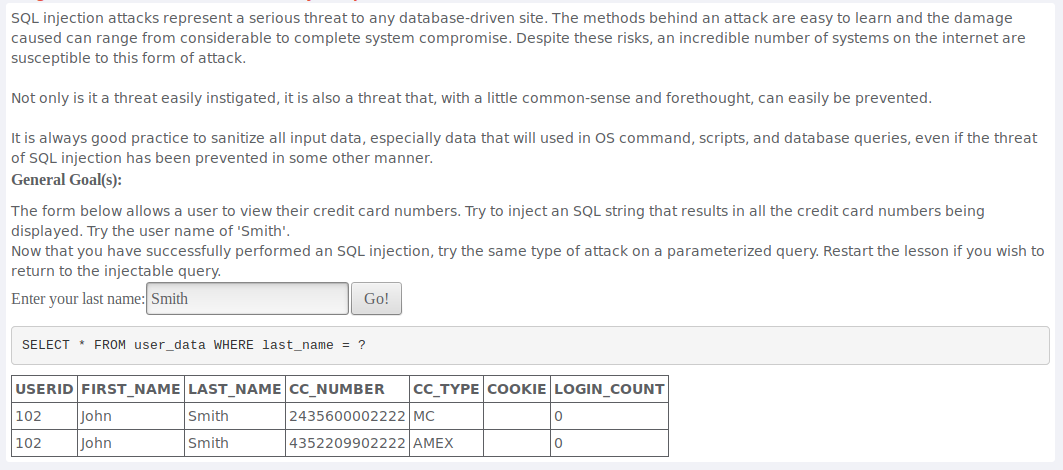 SQL injection attacks represent a serious threat to any database-driven site. The methods behind an attack are easy to learn and the damage
caused can range from considerable to complete system compromise. Despite these risks, an incredible number of systems on the internet are
susceptible to this form of attack.
Not only is it a threat easily instigated, it is also a threat that, with a little common-sense and forethought, can easily be prevented.
It is always good practice to sanitize all input data, especially data that will used in OS command, scripts, and database queries, even if the threat
of SQL injection has been prevented in some other manner.
General Goal(s):
The form below allows a user to view their credit card numbers. Try to inject an SQL string that results in all the credit card numbers being
displayed. Try the user name of 'Smith'.
Now that you have successfully performed an SQL injection, try the same type of attack on a parameterized query. Restart the lesson if you wish to
return to the injectable query.
Enter your last name: Smith Go!
SELECT * FROM user_data WHERE last_name = ?
USERID FIRST_NAME LAST_NAME CC_NUMBER CC_TYPE COOKIE LOGIN_COUNT
102 John Smith 2435600002222 MC 0
102 John Smith 4352209902222 AMEX 0